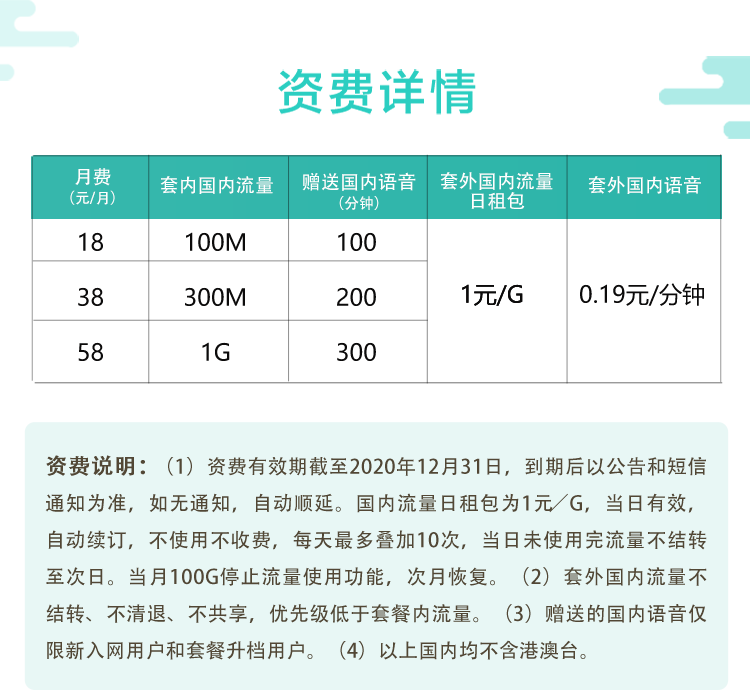 资费详情
月费 套内国内流量 赠送国内语音 套外国内流量 套外国内语音
（元/月） （分钟） 日租包
18 100M 100
38 300M 200 1元/G 0.19元/分钟
58 1G 300
资费说明：（1）资费有效期截至2020年12月31日，到期后以公告和短信
通知为准，如无通知，自动顺延。国内流量日租包为1元／G，当日有效，
自动续订，不使用不收费，每天最多叠加10次，当日未使用完流量不结转
至次日。当月100G停止流量使用功能，次月恢复。（2）套外国内流量不
结转、不清退、不共享，优先级低于套餐内流量。（3）赠送的国内语音仅
限新入网用户和套餐升档用户。（4）以上国内均不含港澳台。